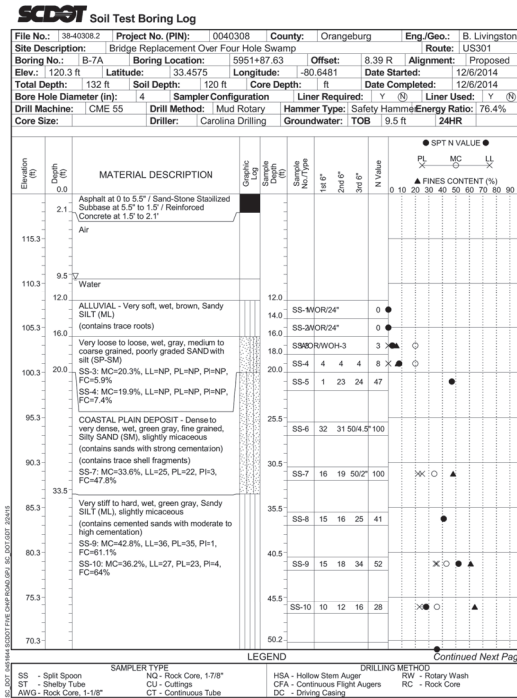 SCDOT Soil Test Boring Log
File No.: 38-40308.2 Project No. (PIN): 0040308 County: Orangeburg Eng./Geo.: B. Livingston
Site Description: Bridge Replacement Over Four Hole Swamp Route: US301
Boring No.: B-7A Boring Location: 5951+87.63 Offset: 8.39 R Alignment: Proposed
Elev.: 120.3 ft Latitude: 33.4575 Longitude: -80.6481 Date Started: 12/6/2014
Total Depth: 132 ft Soil Depth: 120 ft Core Depth: ft Date Completed: 12/6/2014
Bore Hole Diameter (in): 4 Sampler Configuration Liner Required: Y N Liner Used: Y N
Drill Machine: CME 55 Drill Method: Mud Rotary Hammer Type: Safety Hammer Energy Ratio: 76.4%
Core Size: Driller: Carolina Drilling Groundwater: TOB 9.5 ft 24HR
Elevation (ft) Depth (ft) MATERIAL DESCRIPTION Graphic Log Sample Depth (ft) Sample No./Type 1st 6" 2nd 6" 3rd 6" N Value
● SPT N VALUE ●
PL MC LL
▲ FINES CONTENT (%)
0.0 0 10 20 30 40 50 60 70 80 90
Asphalt at 0 to 5.5" / Sand-Stone Staoilized
Subbase at 5.5" to 1.5' / Reinforced
2.1 Concrete at 1.5' to 2.1'
Air
115.3
9.5
110.3 Water
12.0 12.0
ALLUVIAL - Very soft, wet, brown, Sandy
SILT (ML) SS-1 WOR/24" 0
14.0
(contains trace roots)
105.3 SS-2 WOR/24" 0
16.0 16.0
Very loose to loose, wet, gray, medium to
coarse grained, poorly graded SAND with SS-3 WOR/WOH-3 3
silt (SP-SM) 18.0
SS-3: MC=20.3%, LL=NP, PL=NP, PI=NP, SS-4 4 4 4 8
100.3 20.0 FC=5.9% 20.0
SS-4: MC=19.9%, LL=NP, PL=NP, PI=NP, SS-5 1 23 24 47
FC=7.4%
95.3 COASTAL PLAIN DEPOSIT - Dense to 25.5
very dense, wet, green gray, fine grained,
Silty SAND (SM), slightly micaceous SS-6 32 31 50/4.5" 100
(contains sands with strong cementarion)
(contains trace shell fragments)
90.3 SS-7: MC=33.6%, LL=25, PL=22, PI=3, 30.5
FC=47.8% SS-7 16 19 50/2" 100
33.5
85.3 Very stiff to hard, wet, green gray, Sandy 35.5
SILT (ML), slightly micaceous
(contains cemented sands with moderate to SS-8 15 16 25 41
high cementation)
SS-9: MC=42.8%, LL=36, PL=35, PI=1,
80.3 FC=61.1% 40.5
SS-10: MC=36.2%, LL=27, PL=23, PI=4, SS-9 15 18 34 52
FC=64%
75.3 45.5
SS-10 10 12 16 28
70.3 50.2
LEGEND Continued Next Pag
SAMPLER TYPE DRILLING METHOD
SS - Split Spoon NQ - Rock Core, 1-7/8" HSA - Hollow Stem Auger RW - Rotary Wash
ST - Shelby Tube CU - Cuttings CFA - Continuous Flight Augers RC - Rock Core
AWG - Rock Core, 1-1/8" CT - Continuous Tube DC - Driving Casing